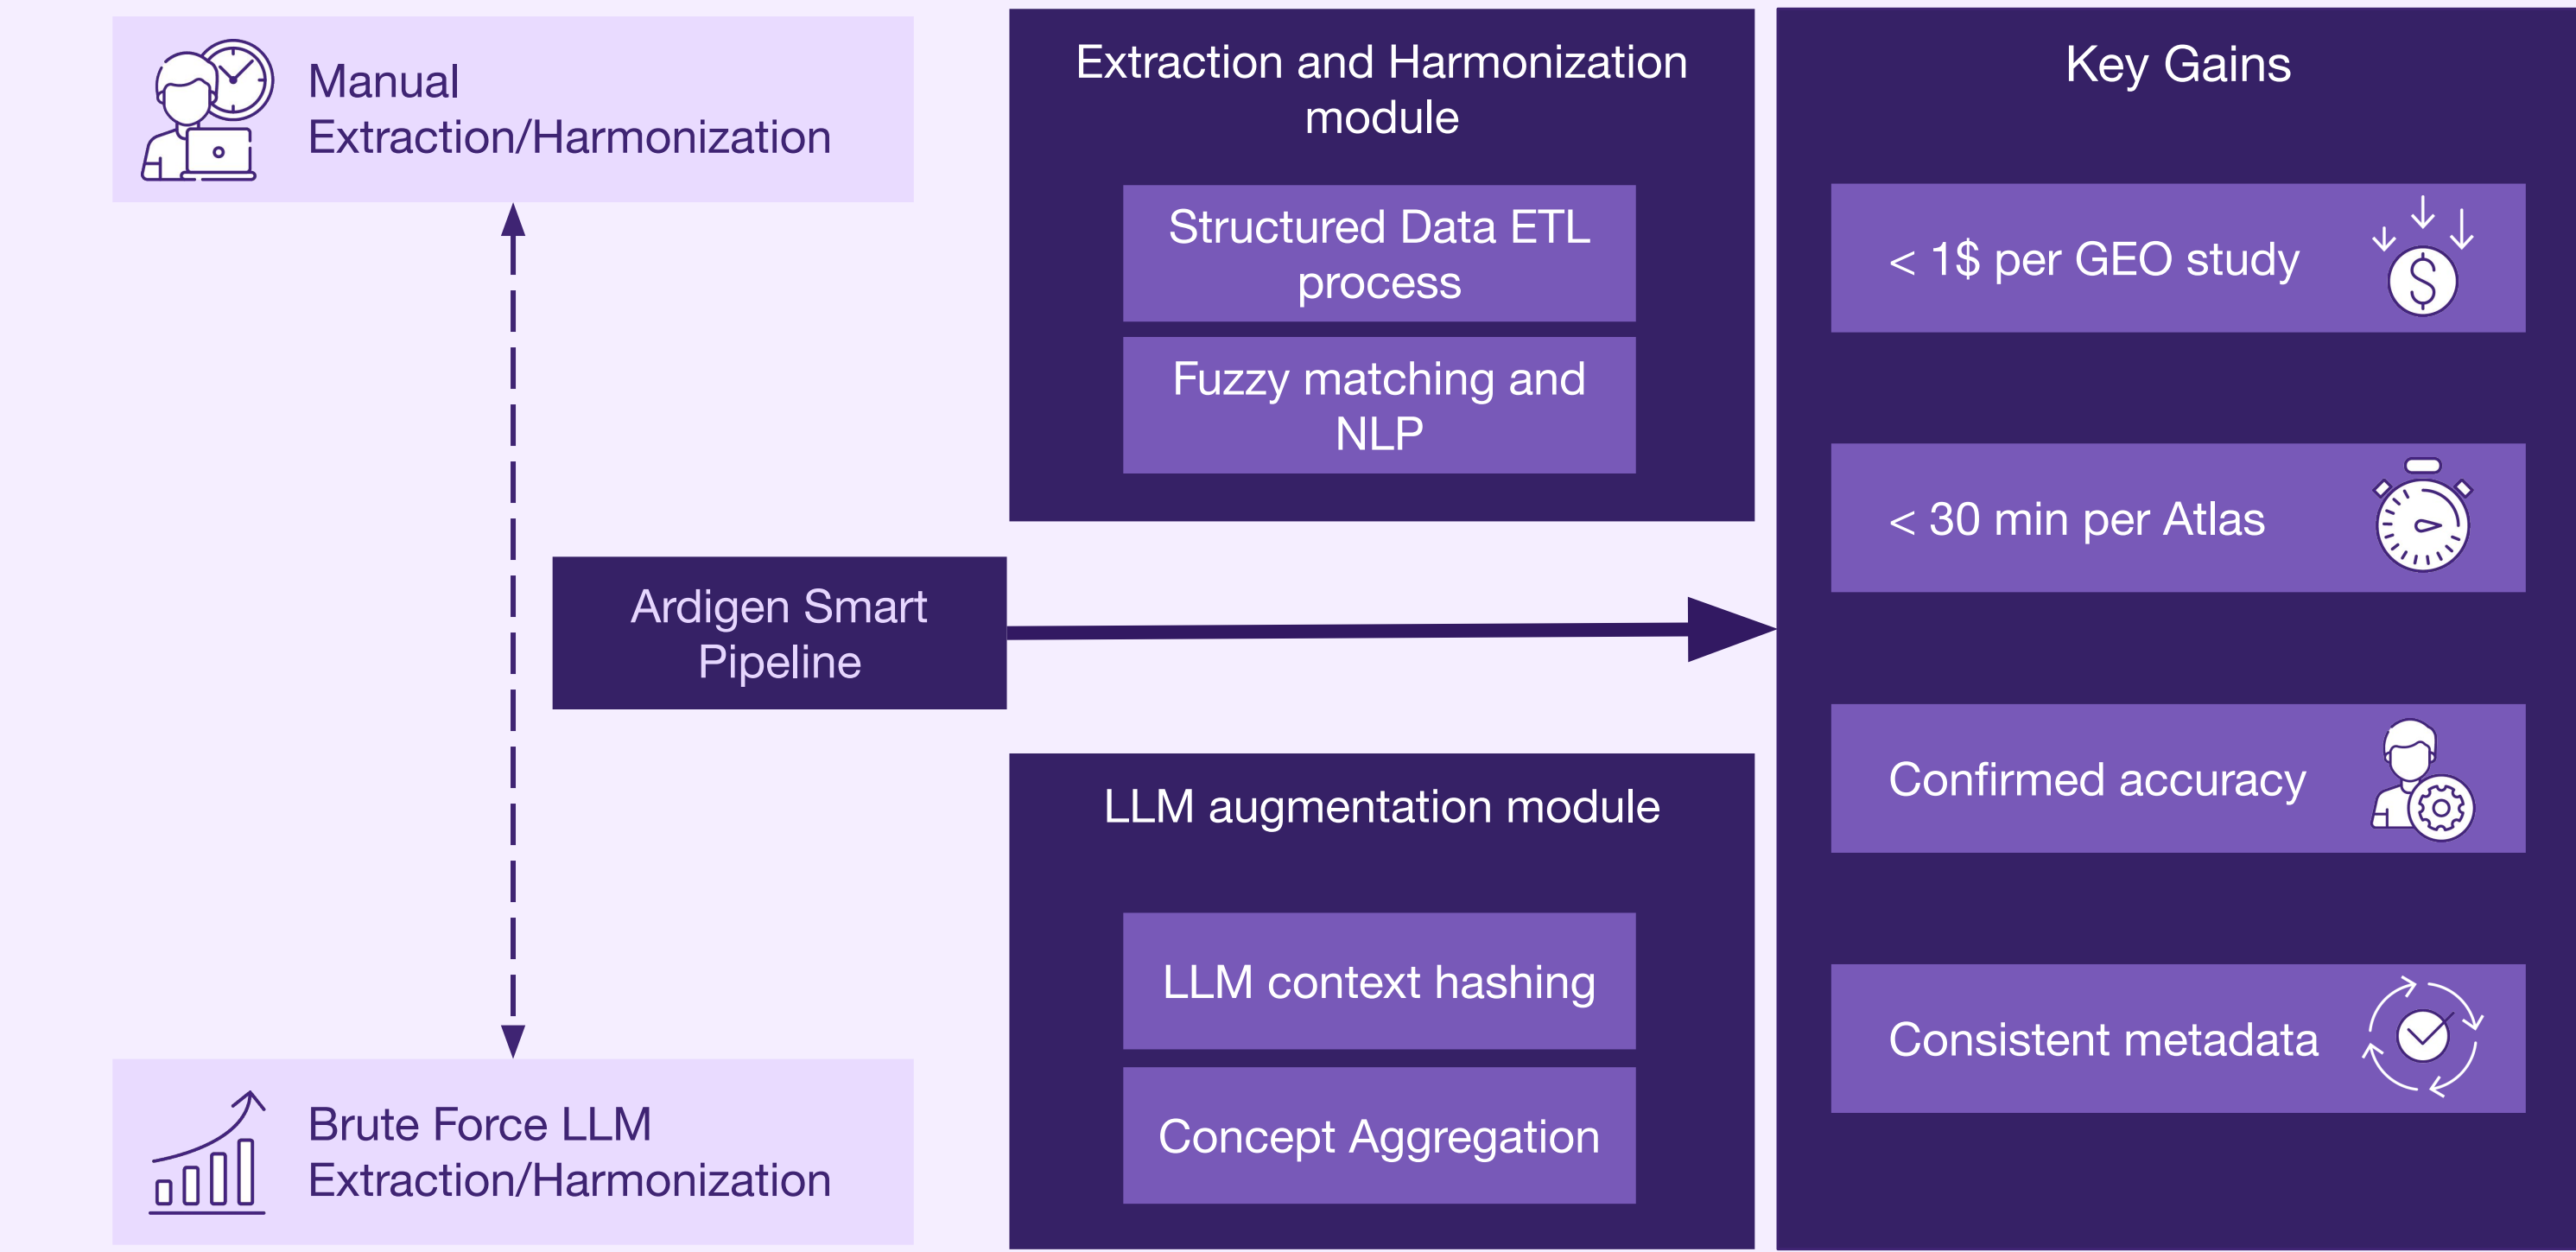 Manual
Extraction/Harmonization
Brute Force LLM
Extraction/Harmonization
Ardigen Smart
Pipeline
Extraction and Harmonization
module
Structured Data ETL
process
Fuzzy matching and
NLP
LLM augmentation module
LLM context hashing
Concept Aggregation
Key Gains
< 1$ per GEO study
$
< 30 min per Atlas
Confirmed accuracy
Consistent metadata